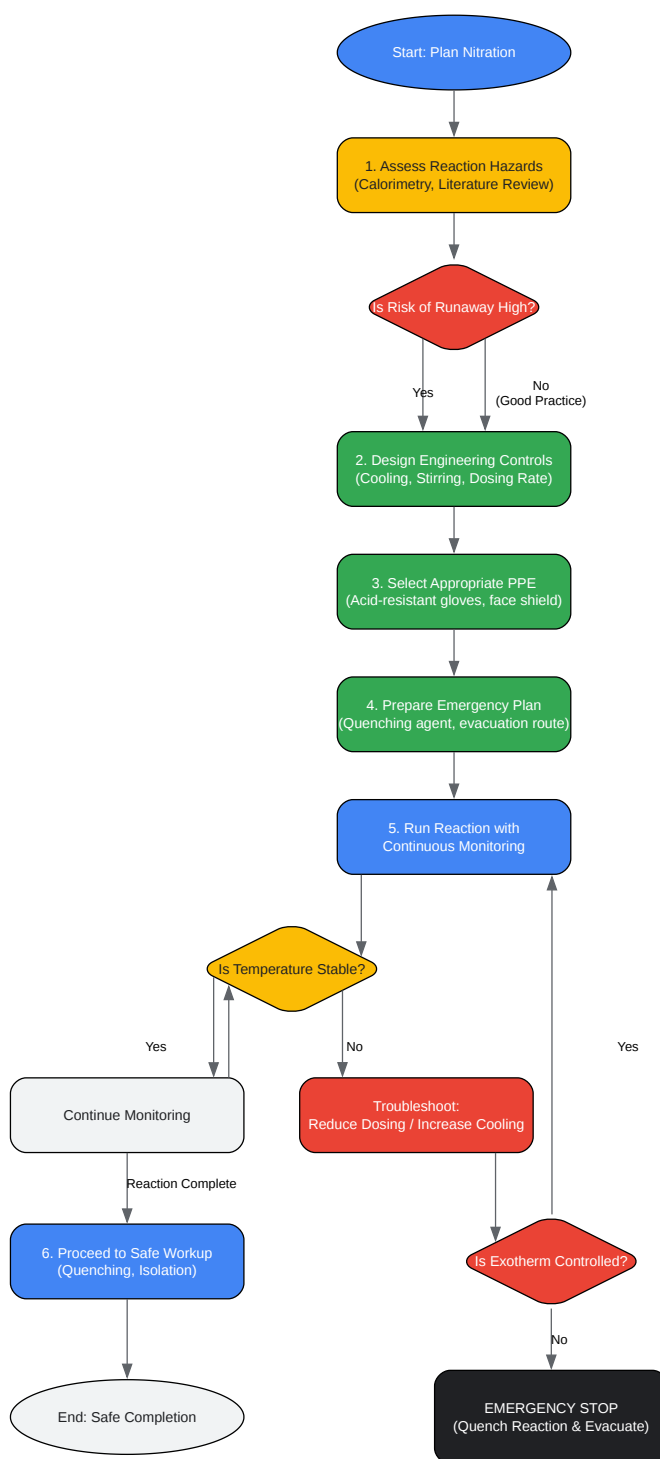 Start: Plan Nitration
1. Assess Reaction Hazards
(Calorimetry, Literature Review)
Is Risk of Runaway High?
Yes
No
(Good Practice)
2. Design Engineering Controls
(Cooling, Stirring, Dosing Rate)
3. Select Appropriate PPE
(Acid-resistant gloves, face shield)
4. Prepare Emergency Plan
(Quenching agent, evacuation route)
5. Run Reaction with
Continuous Monitoring
Is Temperature Stable?
Yes
No
Yes
Continue Monitoring
Troubleshoot:
Reduce Dosing / Increase Cooling
Reaction Complete
6. Proceed to Safe Workup
(Quenching, Isolation)
Is Exotherm Controlled?
No
End: Safe Completion
EMERGENCY STOP
(Quench Reaction & Evacuate)